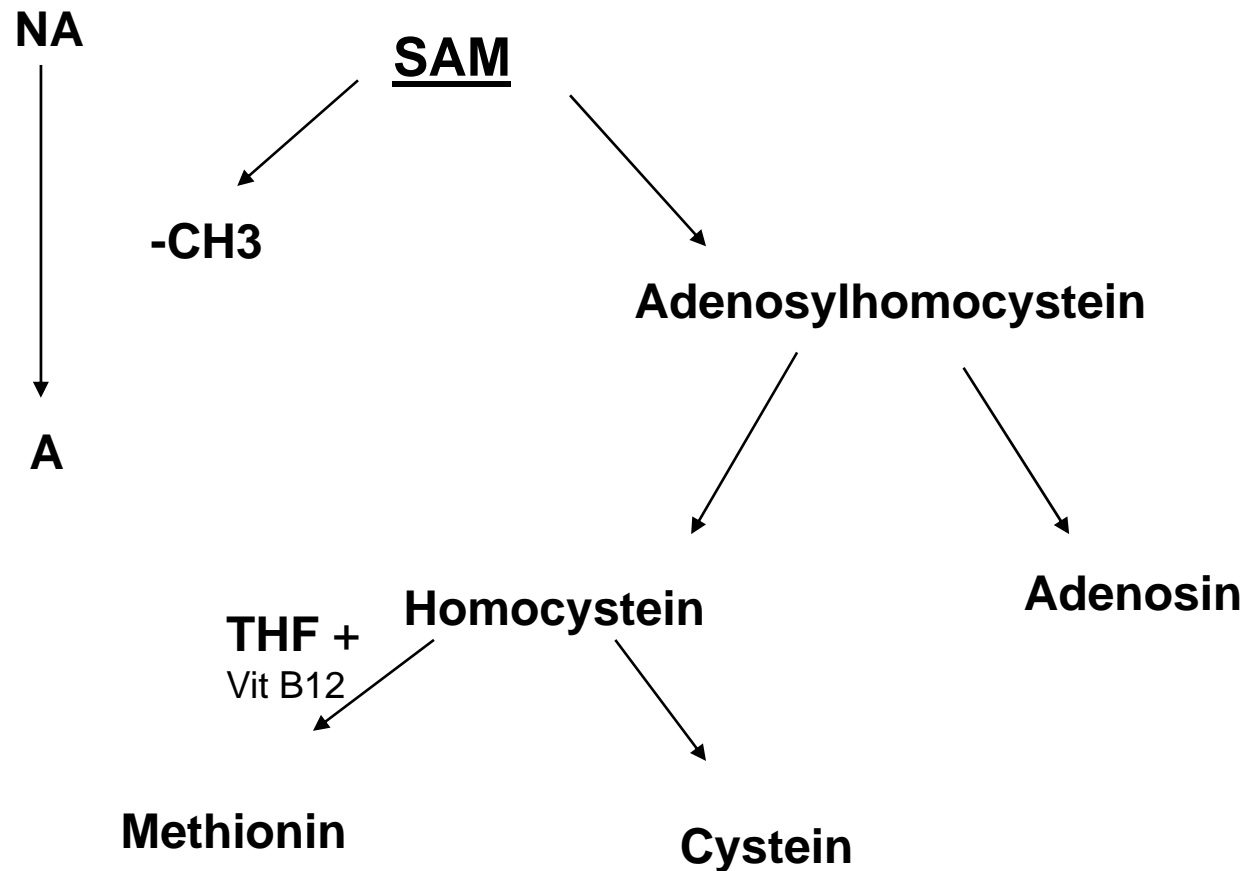 NA
SAM
-CH3
Adenosylhomocystein
A
Adenosin
Homocystein
THF +
Vit B12
Methionin
Cystein